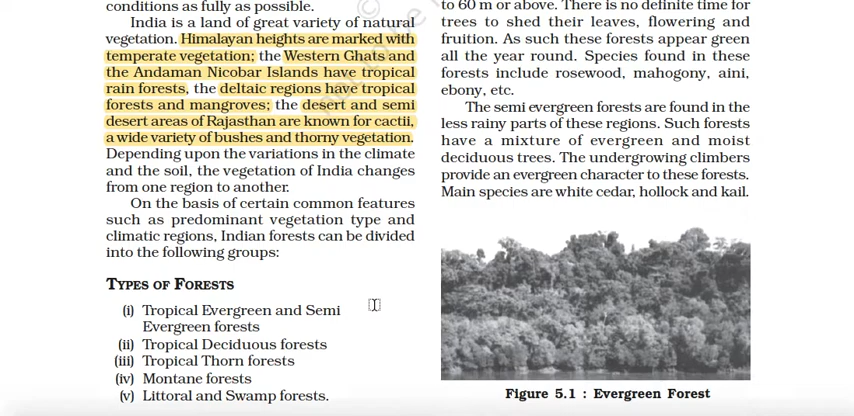 conditions as fully as possible.
India is a land of great variety of natural
vegetation. Himalayan heights are marked with
temperate vegetation; the Western Ghats and
the Andaman Nicobar Islands have tropical
rain forests, the deltaic regions have tropical
forests and mangroves; the desert and semi
desert areas of Rajasthan are known for cactii,
a wide variety of bushes and thorny vegetation.
Depending upon the variations in the climate
and the soil, the vegetation of India changes
from one region to another.
On the basis of certain common features
such as predominant vegetation type and
climatic regions, Indian forests can be divided
into the following groups:
TYPES OF FORESTS
(i) Tropical Evergreen and Semi
Evergreen forests
(ii) Tropical Deciduous forests
(iii) Tropical Thorn forests
(iv) Montane forests
(v) Littoral and Swamp forests.
to 60 m or above. There is no definite time for
trees to shed their leaves, flowering and
fruition. As such these forests appear green
all the year round. Species found in these
forests include rosewood, mahogony, aini,
ebony, etc.
The semi evergreen forests are found in the
less rainy parts of these regions. Such forests
have a mixture of evergreen and moist
deciduous trees. The undergrowing climbers
provide an evergreen character to these forests.
Main species are white cedar, hollock and kail.
Figure 5.1 : Evergreen Forest